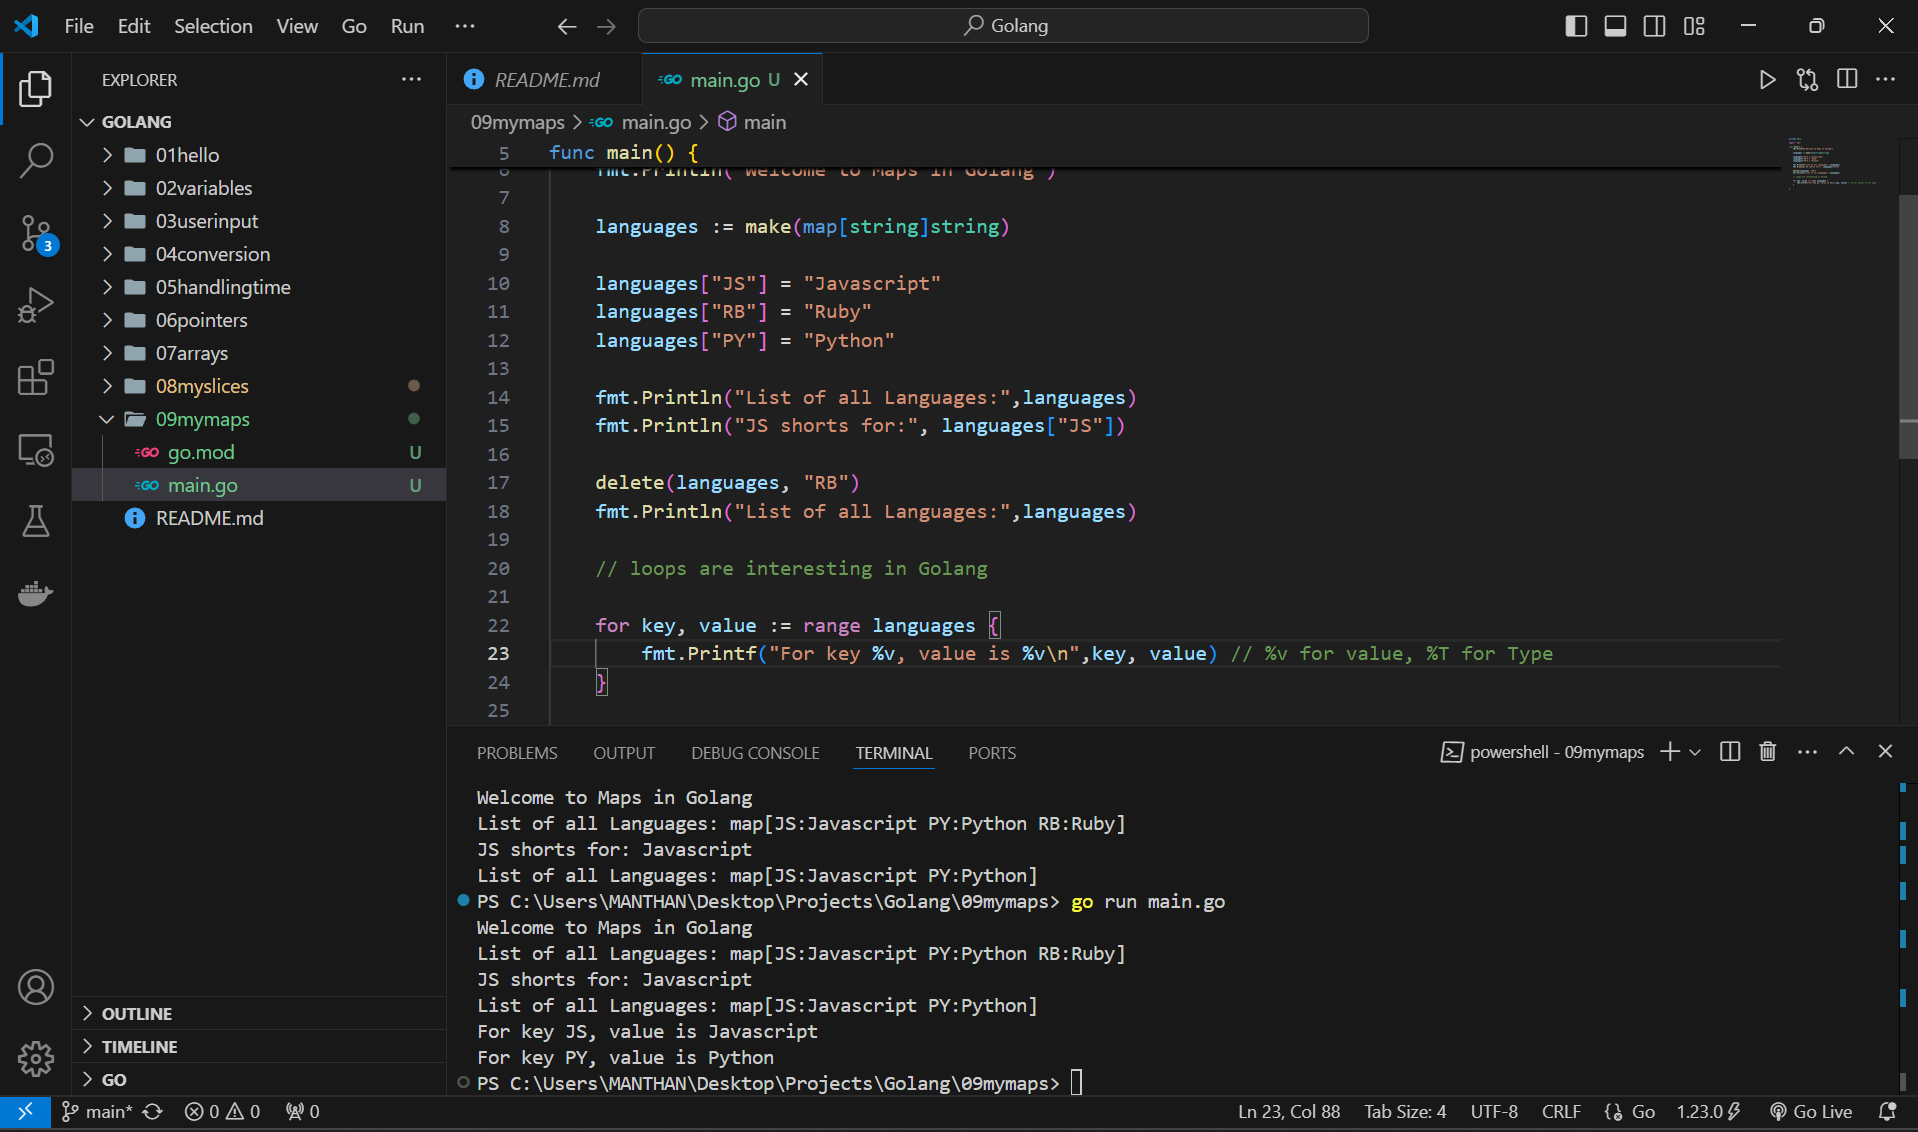 File Edit Selection View Go Run
Golang
EXPLORER
GOLANG
01hello
02variables
03userinput
04conversion
05handlingtime
06pointers
07arrays
08myslices
09mymaps
go.mod U
main.go U
README.md
OUTLINE
TIMELINE
GO
3
README.md
main.go U
09mymaps > main.go > main
5 func main() {
6 fmt.Println("Welcome to Maps in Golang")
7
8 languages := make(map[string]string)
9
10 languages["JS"] = "Javascript"
11 languages["RB"] = "Ruby"
12 languages["PY"] = "Python"
13
14 fmt.Println("List of all Languages:",languages)
15 fmt.Println("JS shorts for:", languages["JS"])
16
17 delete(languages, "RB")
18 fmt.Println("List of all Languages:",languages)
19
20 // loops are interesting in Golang
21
22 for key, value := range languages {
23 fmt.Printf("For key %v, value is %v\n",key, value) // %v for value, %T for Type
24 }
25
PROBLEMS OUTPUT DEBUG CONSOLE TERMINAL PORTS
powershell - 09mymaps
Welcome to Maps in Golang
List of all Languages: map[JS:Javascript PY:Python RB:Ruby]
JS shorts for: Javascript
List of all Languages: map[JS:Javascript PY:Python]
PS C:\Users\MANTHAN\Desktop\Projects\Golang\09mymaps> go run main.go
Welcome to Maps in Golang
List of all Languages: map[JS:Javascript PY:Python RB:Ruby]
JS shorts for: Javascript
List of all Languages: map[JS:Javascript PY:Python]
For key JS, value is Javascript
For key PY, value is Python
PS C:\Users\MANTHAN\Desktop\Projects\Golang\09mymaps>
main* 0 0 0
Ln 23, Col 88 Tab Size: 4 UTF-8 CRLF Go 1.23.0 Go Live